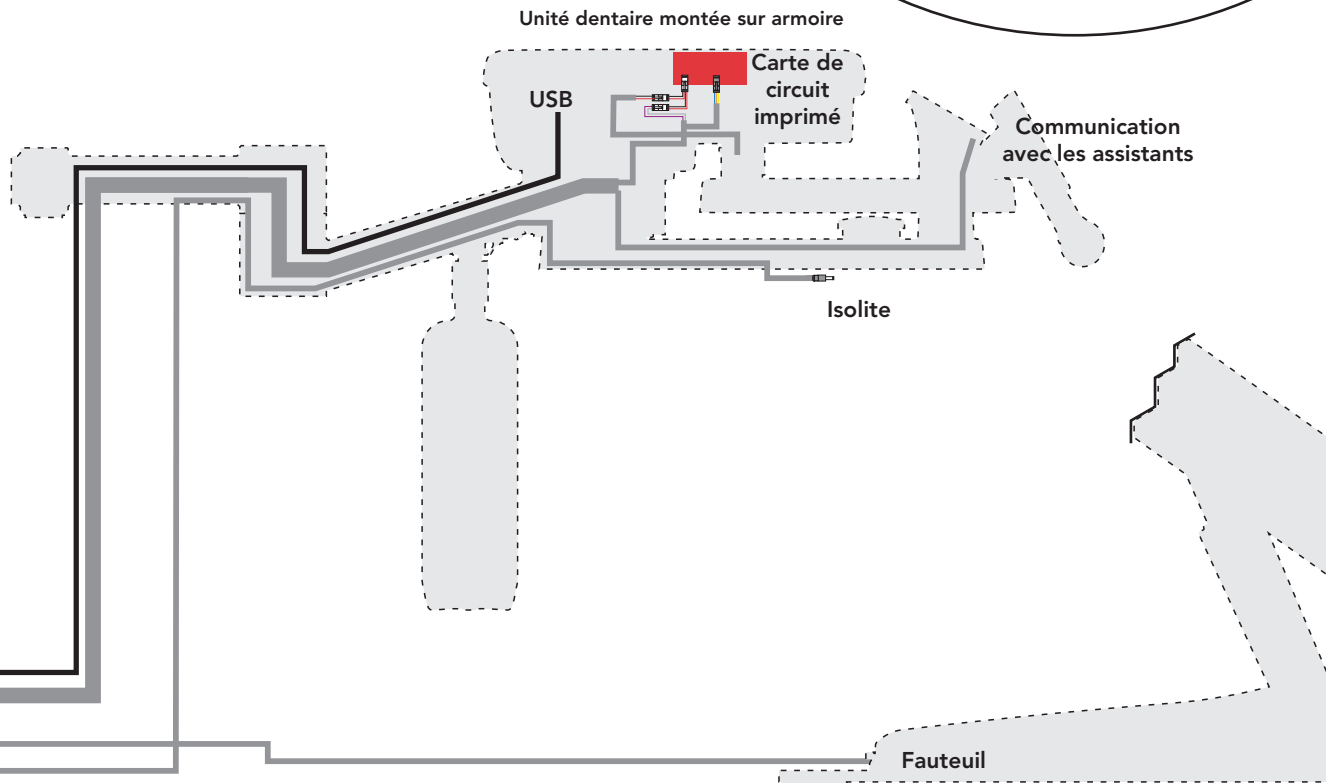 Unité dentaire montée sur armoire
Carte de
circuit
imprimé
USB
Communication
avec les assistants
Isolite
Fauteuil